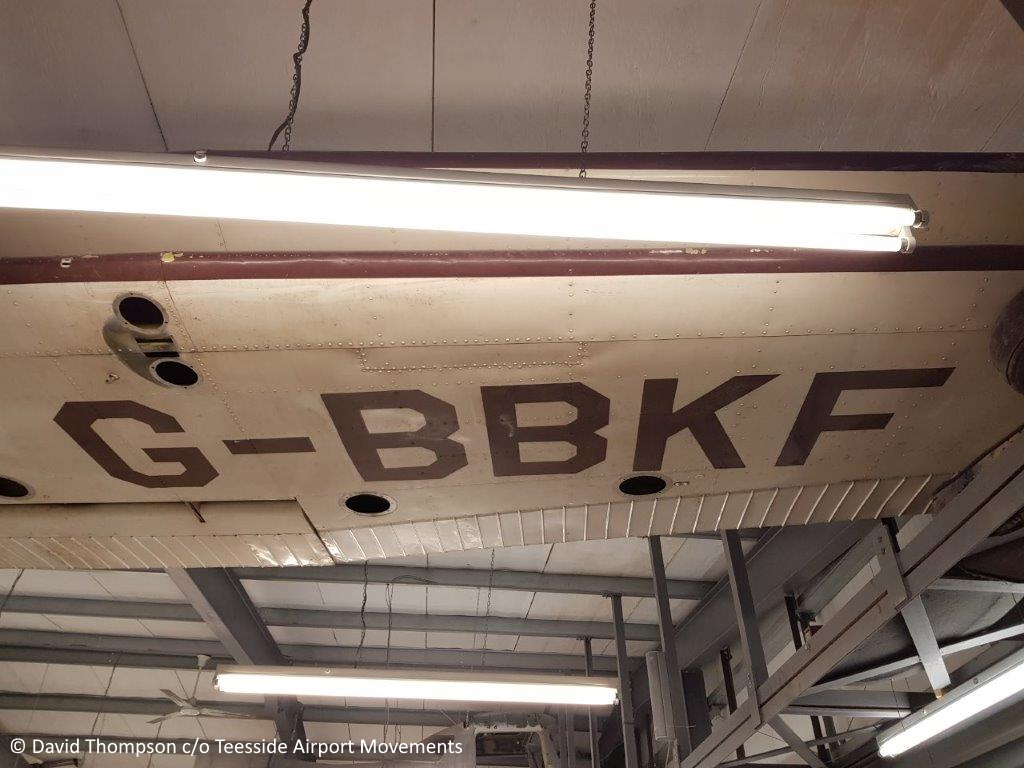 G-BBKF
© David Thompson c/o Teesside Airport Movements